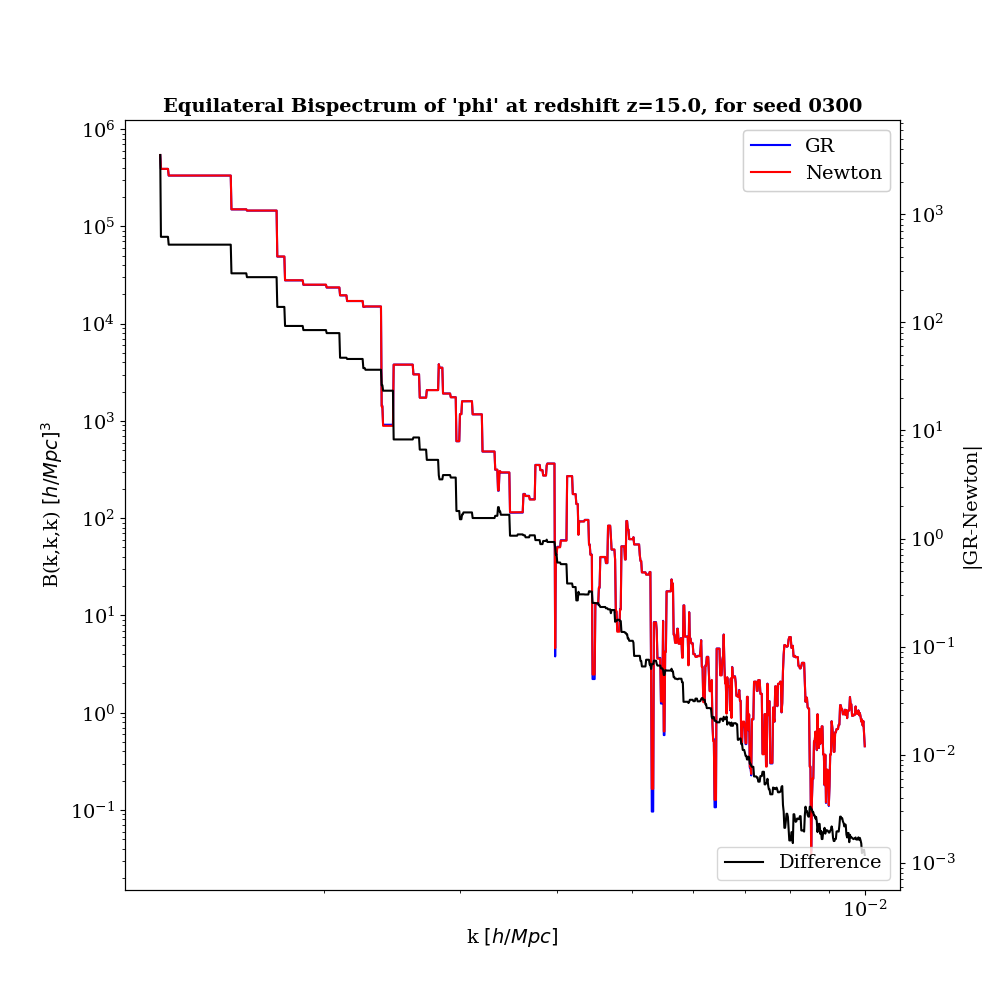 Equilateral Bispectrum of 'phi' at redshift z=15.0, for seed 0300
GR
Newton
10^6
10^5
10^4
10^3
10^2
10^1
10^0
10^−1
B(k,k,k) [h/Mpc]^3
10^3
10^2
10^1
10^0
10^−1
10^−2
10^−3
|GR-Newton|
Difference
10^−2
k [h/Mpc]